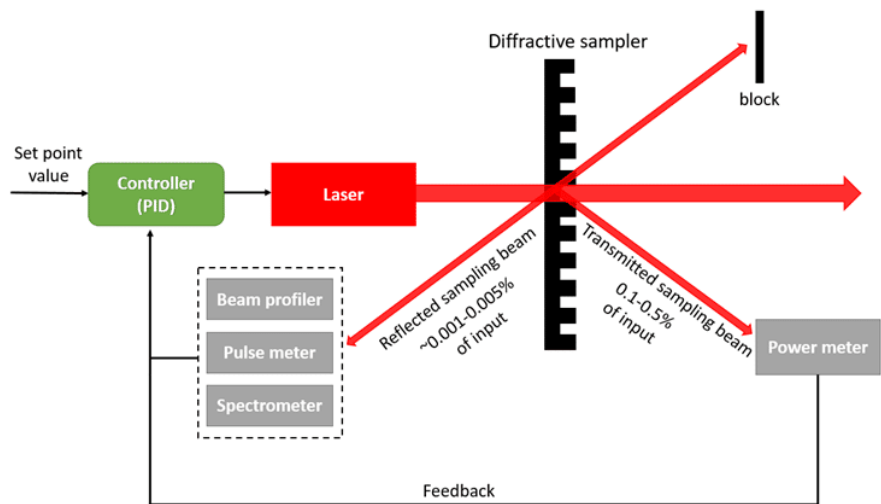 Diffractive sampler
block
Set point
value
Controller
(PID)
Laser
Reflected sampling beam
~0.001-0.005%
of input
Transmitted sampling beam
0.1-0.5%
of input
Beam profiler
Pulse meter
Spectrometer
Power meter
Feedback